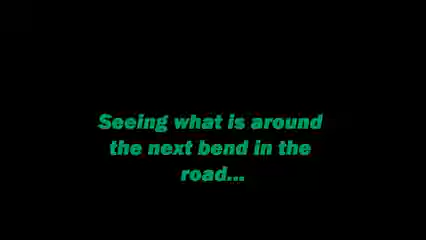 Seeing what is around
the next bend in the
road...